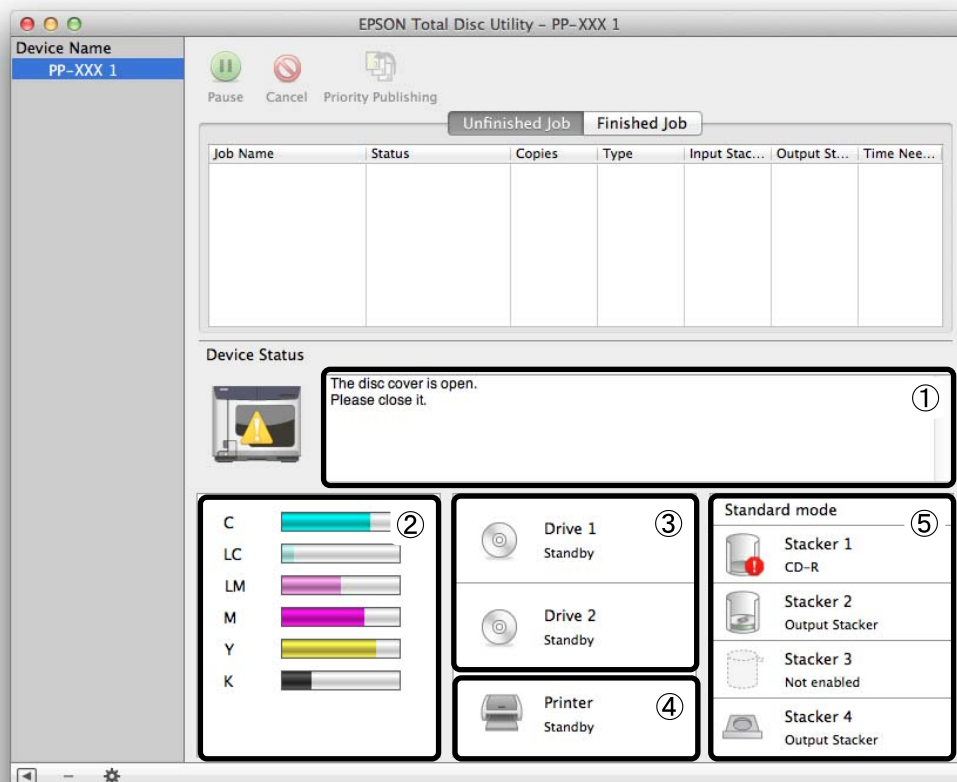 EPSON Total Disc Utility – PP-XXX 1
Device Name
PP-XXX 1
Pause Cancel Priority Publishing
Unfinished Job Finished Job
Job Name Status Copies Type Input Stac... Output St... Time Nee...
Device Status
The disc cover is open.
Please close it.
①
②
C
LC
LM
M
Y
K
③
Drive 1
Standby
Drive 2
Standby
④
Printer
Standby
Standard mode
⑤
Stacker 1
CD-R
Stacker 2
Output Stacker
Stacker 3
Not enabled
Stacker 4
Output Stacker